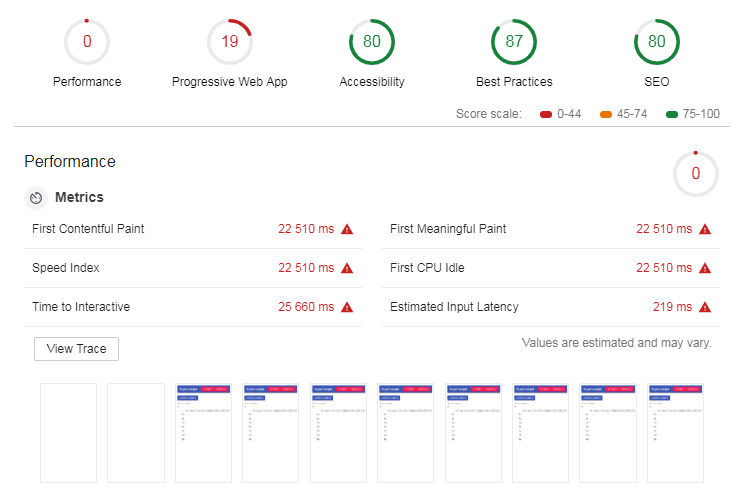 0 19 80 87 80
Performance Progressive Web App Accessibility Best Practices SEO
Score scale: 0-44 45-74 75-100
Performance 0
Metrics
First Contentful Paint 22 510 ms First Meaningful Paint 22 510 ms
Speed Index 22 510 ms First CPU Idle 22 510 ms
Time to Interactive 25 660 ms Estimated Input Latency 219 ms
View Trace Values are estimated and may vary.